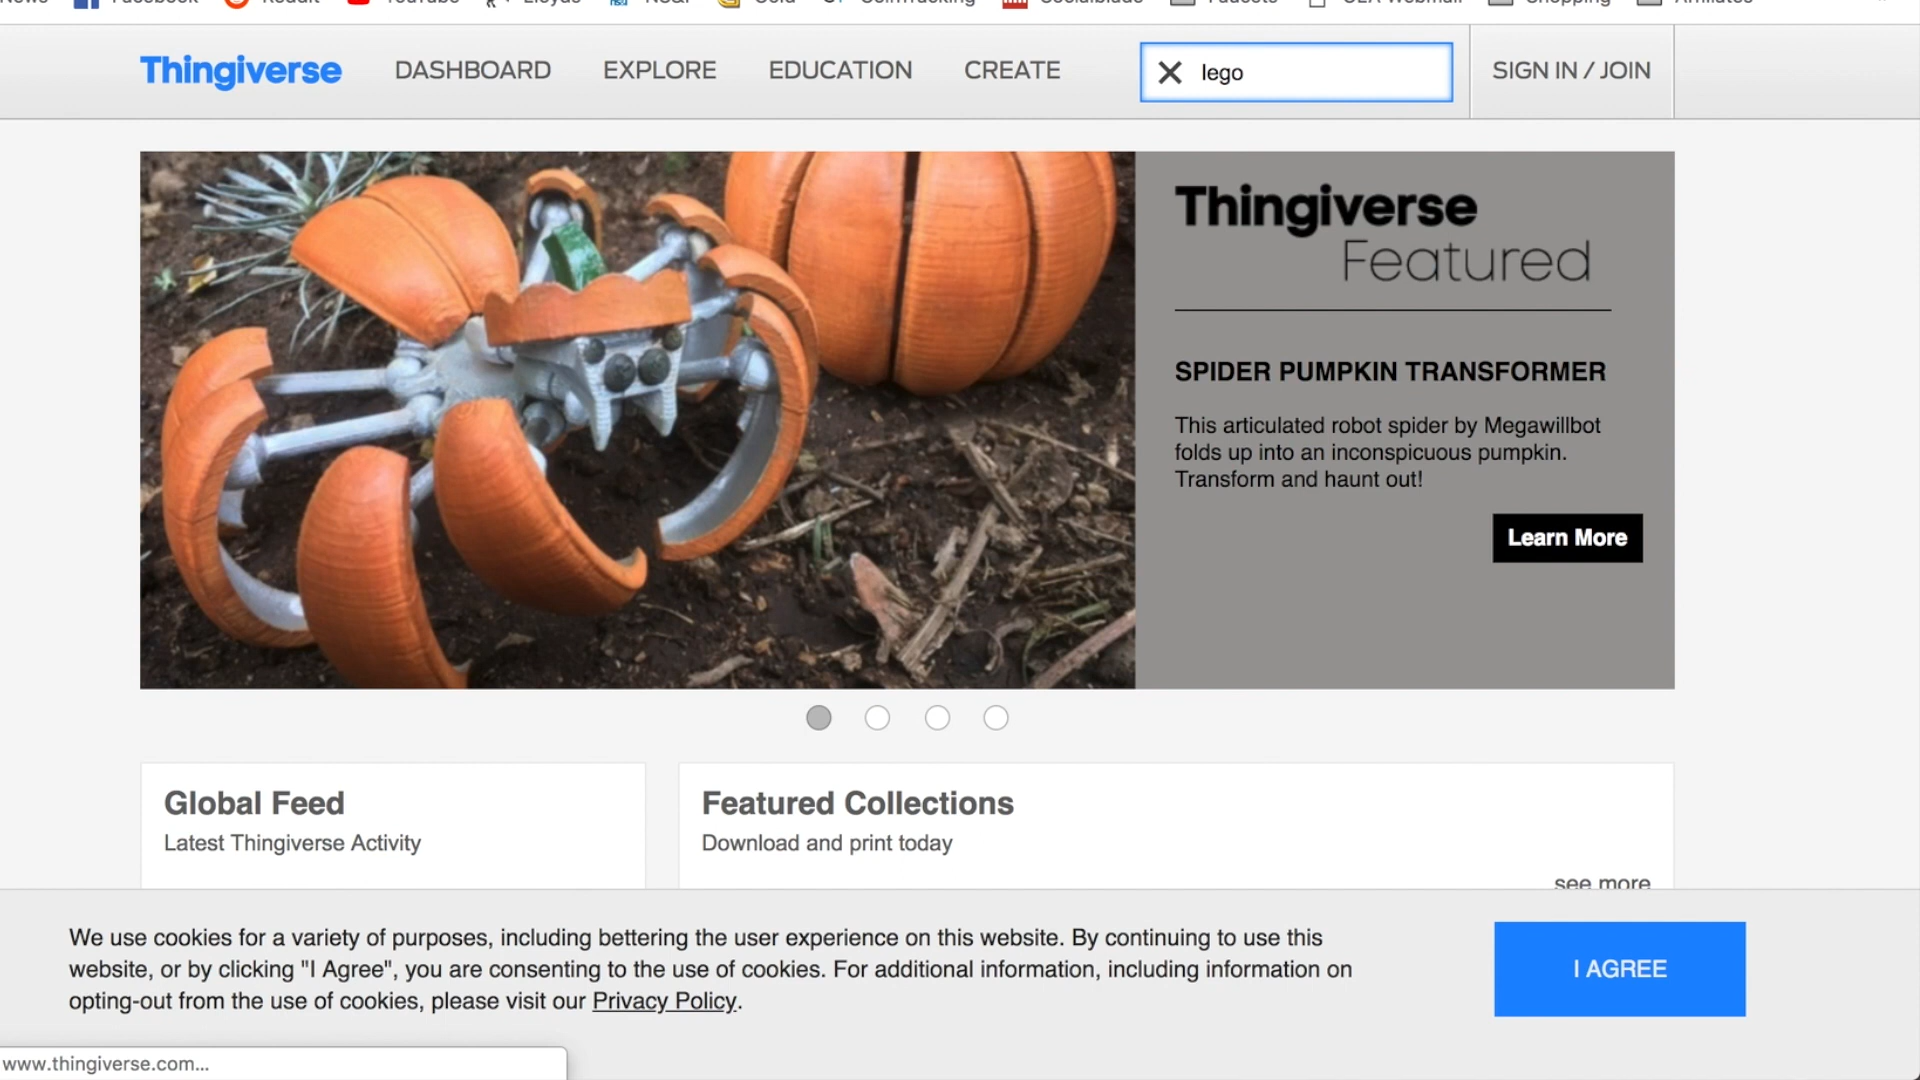 Thingiverse
DASHBOARD
EXPLORE
EDUCATION
CREATE
lego
SIGN IN / JOIN
Thingiverse
Featured
SPIDER PUMPKIN TRANSFORMER
This articulated robot spider by Megawillbot
folds up into an inconspicuous pumpkin.
Transform and haunt out!
Learn More
Global Feed
Latest Thingiverse Activity
Featured Collections
Download and print today
see more
We use cookies for a variety of purposes, including bettering the user experience on this website. By continuing to use this
website, or by clicking "I Agree", you are consenting to the use of cookies. For additional information, including information on
opting-out from the use of cookies, please visit our Privacy Policy.
I AGREE
www.thingiverse.com...